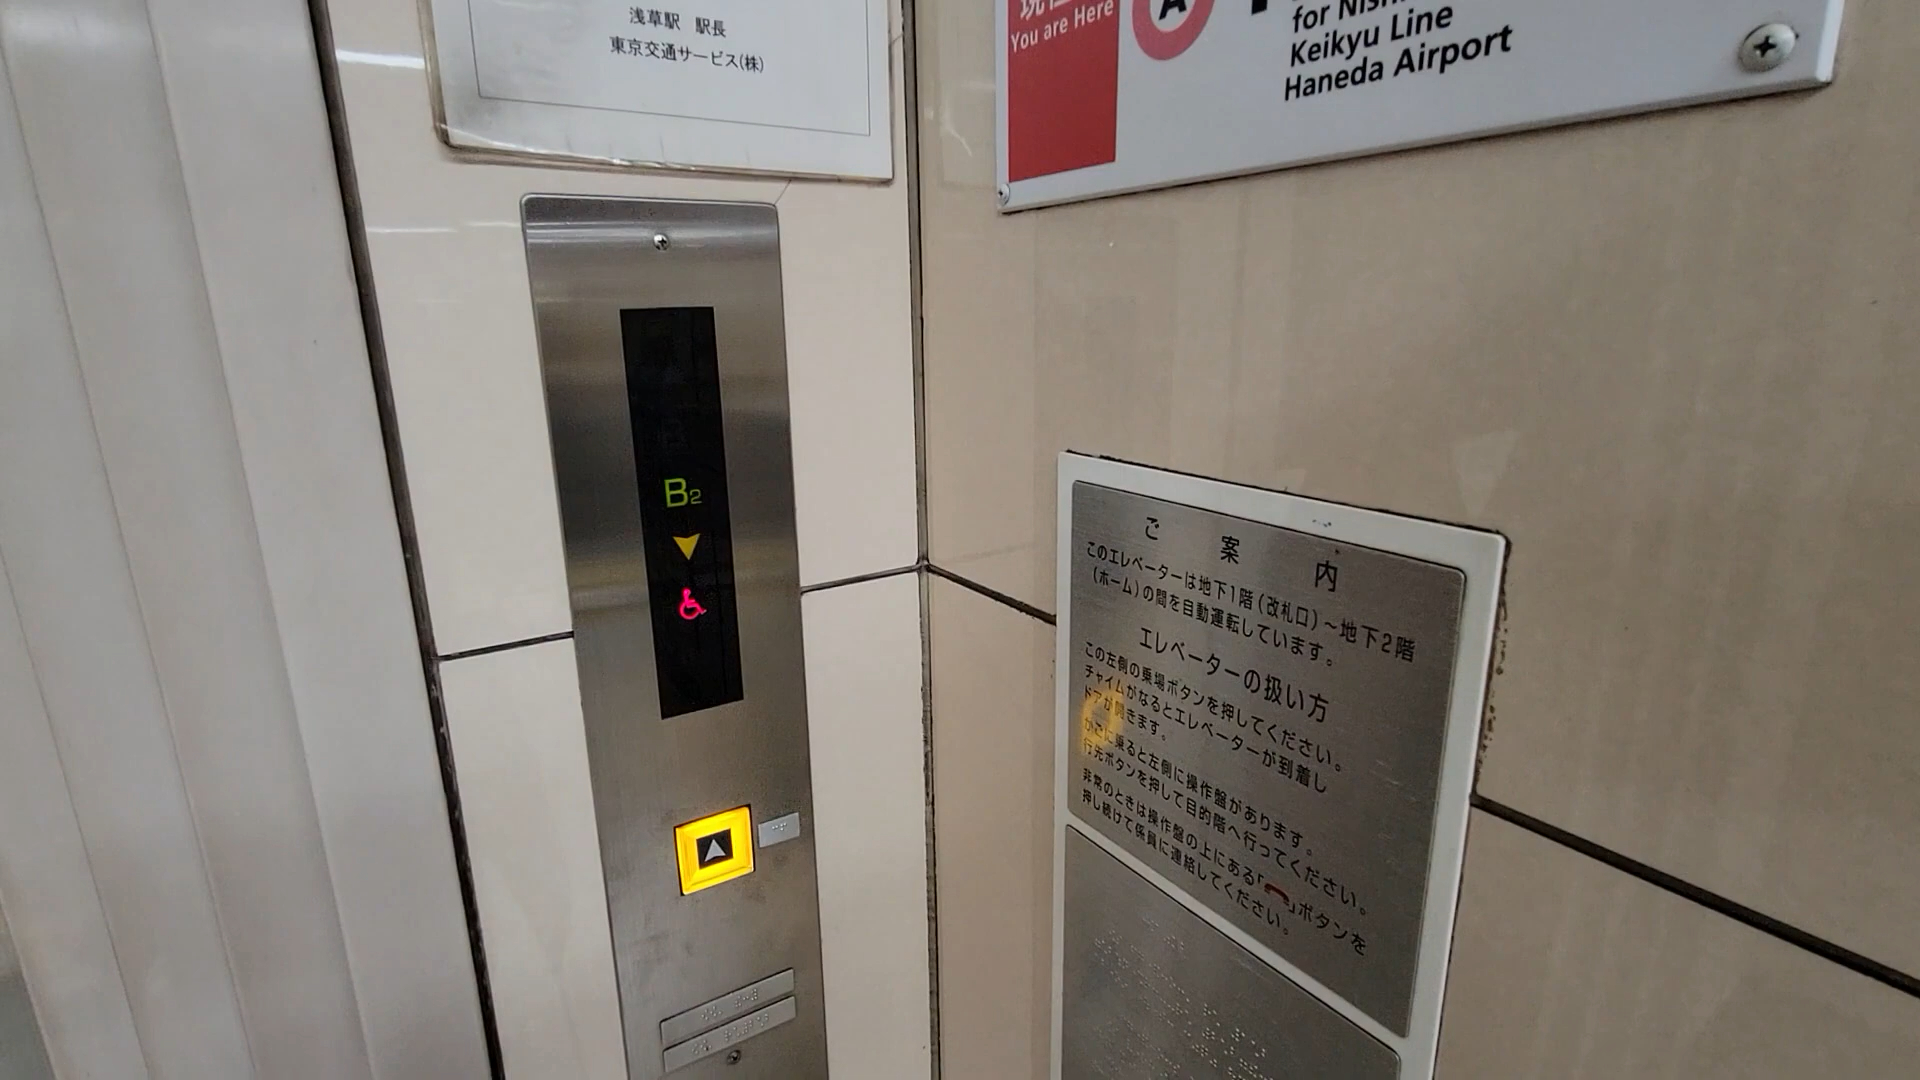 浅草駅 駅長
東京交通サービス(株)
You are Here
A
for
Keikyu Line
Haneda Airport
B2
ご案内
このエレベーターは地下1階(改札口)~地下2階
(ホーム)の間を自動運転しています。
エレベーターの扱い方
この左側の乗場ボタンを押してください。
チャイムがなるとエレベーターが到着し
ドアが開きます。
かごに乗ると左側に操作盤があります。
行先ボタンを押して目的階へ行ってください。
非常のときは操作盤の上にある「」ボタンを
押し続けて係員に連絡してください。